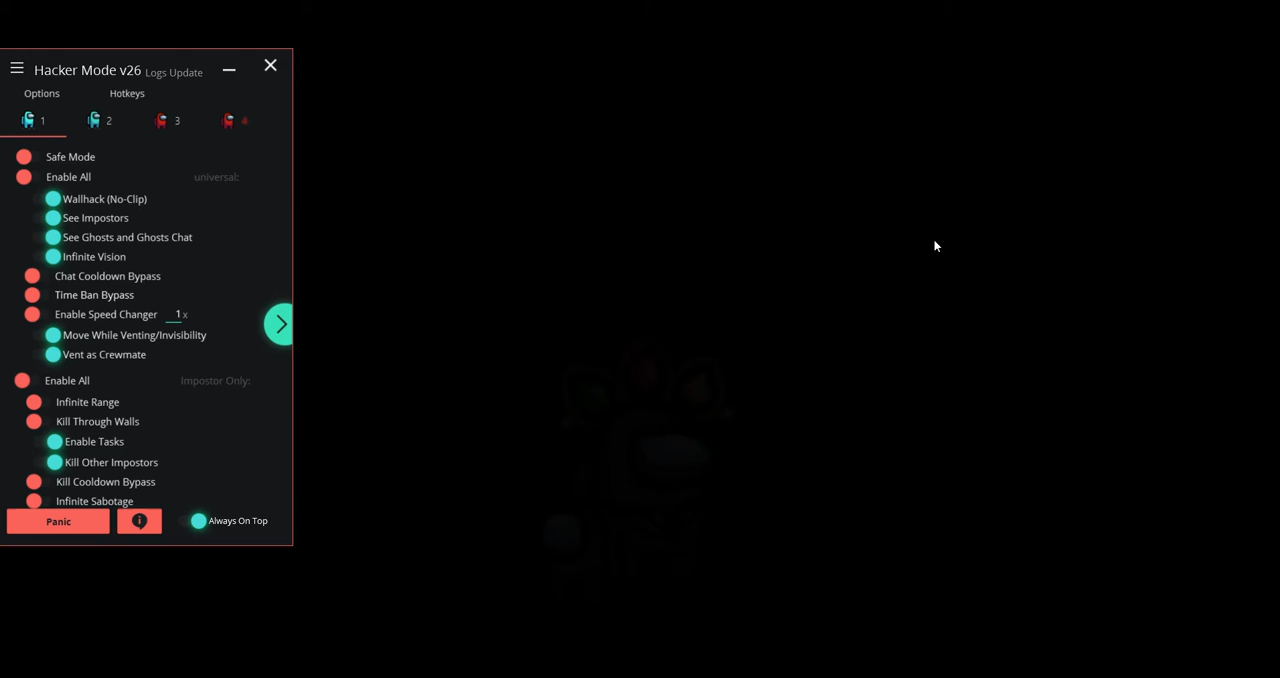 Hacker Mode v26 Logs Update
Options Hotkeys
1 2 3 4
Safe Mode
Enable All universal:
Wallhack (No-Clip)
See Impostors
See Ghosts and Ghosts Chat
Infinite Vision
Chat Cooldown Bypass
Time Ban Bypass
Enable Speed Changer 1x
Move While Venting/Invisibility
Vent as Crewmate
Enable All Impostor Only:
Infinite Range
Kill Through Walls
Enable Tasks
Kill Other Impostors
Kill Cooldown Bypass
Infinite Sabotage
Panic i Always On Top